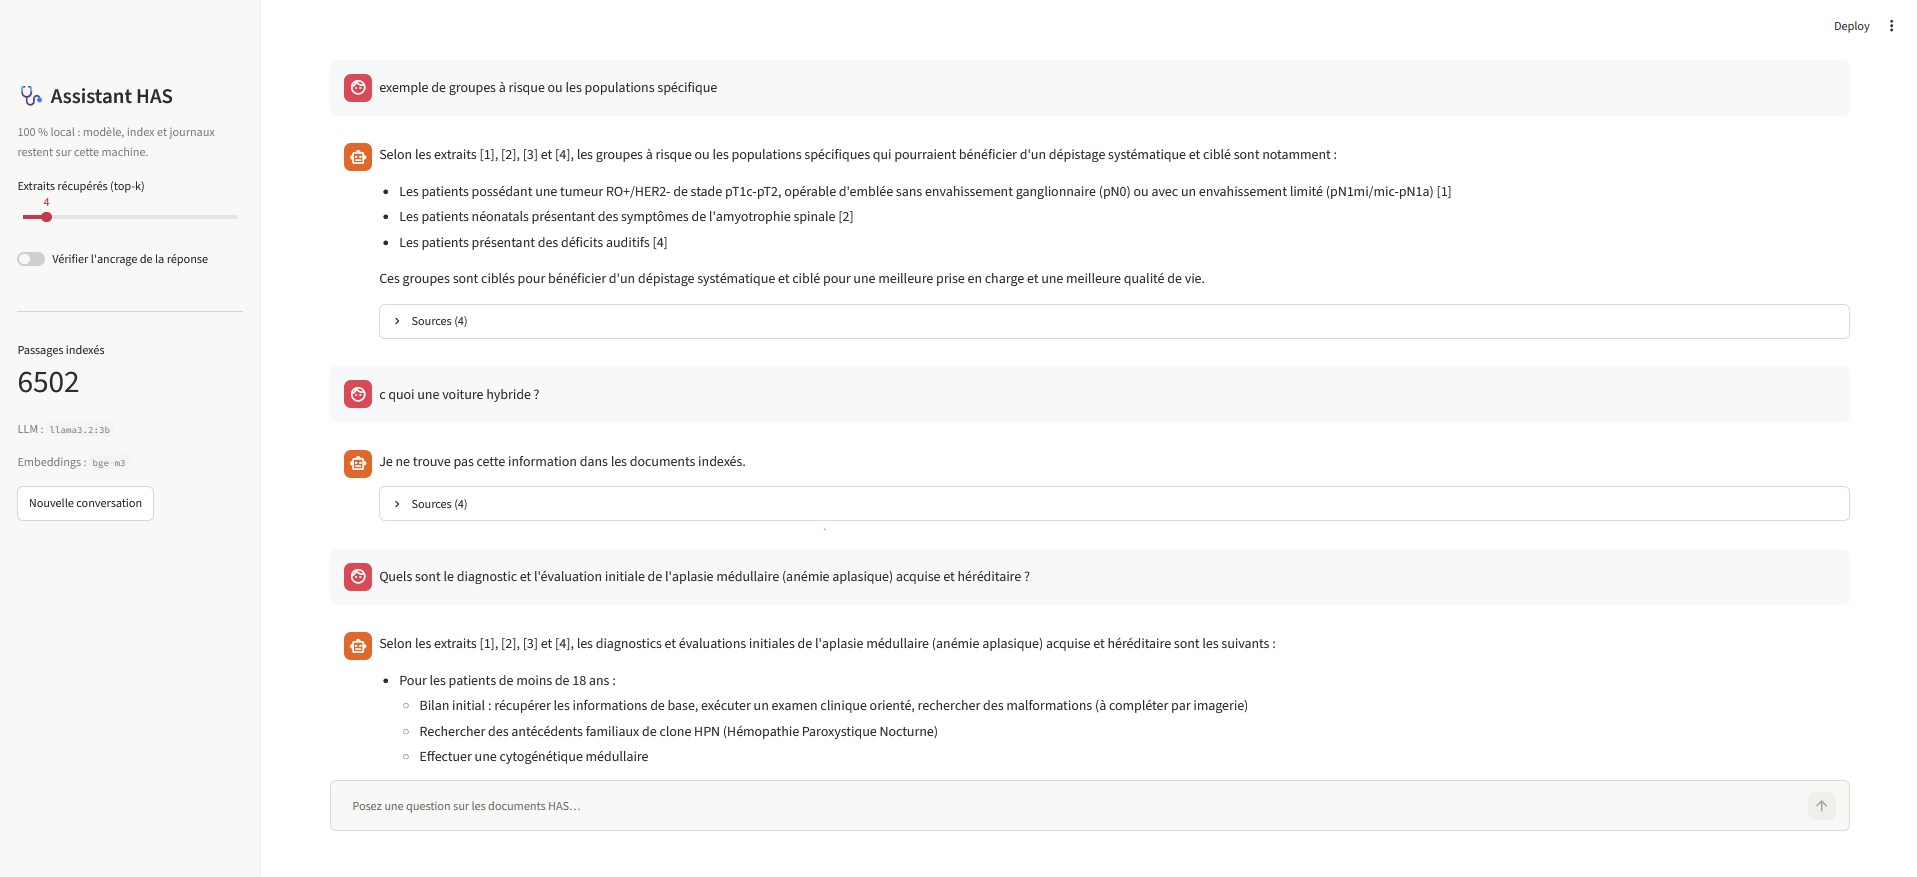 Deploy
Assistant HAS
100 % local : modèle, index et journaux
restent sur cette machine.
Extraits récupérés (top-k)
4
Vérifier l'ancrage de la réponse
Passages indexés
6502
LLM : llama3.2:3b
Embeddings : bge-m3
Nouvelle conversation
exemple de groupes à risque ou les populations spécifique
Selon les extraits [1], [2], [3] et [4], les groupes à risque ou les populations spécifiques qui pourraient bénéficier d'un dépistage systématique et ciblé sont notamment :
• Les patients possédant une tumeur RO+/HER2- de stade pT1c-pT2, opérable d'emblée sans envahissement ganglionnaire (pN0) ou avec un envahissement limité (pN1mi/mic-pN1a) [1]
• Les patients néonatals présentant des symptômes de l'amyotrophie spinale [2]
• Les patients présentant des déficits auditifs [4]
Ces groupes sont ciblés pour bénéficier d'un dépistage systématique et ciblé pour une meilleure prise en charge et une meilleure qualité de vie.
Sources (4)
c quoi une voiture hybride ?
Je ne trouve pas cette information dans les documents indexés.
Sources (4)
Quels sont le diagnostic et l'évaluation initiale de l'aplasie médullaire (anémie aplasique) acquise et héréditaire ?
Selon les extraits [1], [2], [3] et [4], les diagnostics et évaluations initiales de l'aplasie médullaire (anémie aplasique) acquise et héréditaire sont les suivants :
• Pour les patients de moins de 18 ans :
○ Bilan initial : récupérer les informations de base, exécuter un examen clinique orienté, rechercher des malformations (à compléter par imagerie)
○ Rechercher des antécédents familiaux de clone HPN (Hémopathie Paroxystique Nocturne)
○ Effectuer une cytogénétique médullaire
Posez une question sur les documents HAS…